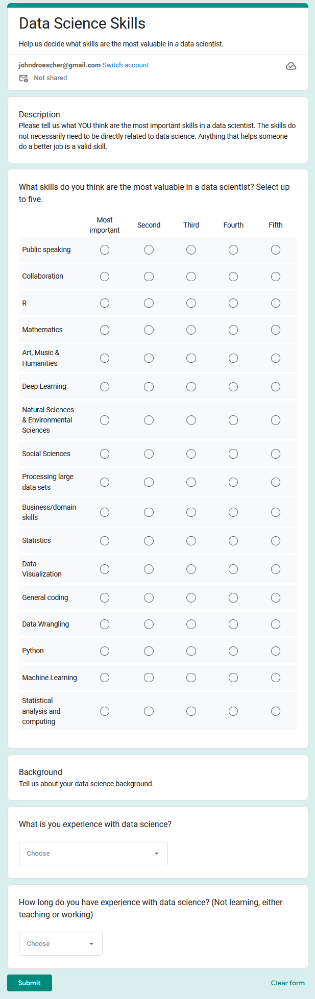 Data Science Skills
Help us decide what skills are the most valuable in a data scientist.
johndroescher@gmail.com Switch account
Not shared
Description
Please tell us what YOU think are the most important skills in a data scientist. The skills do
not necessarily need to be directly related to data science. Anything that helps someone
do a better job is a valid skill.
What skills do you think are the most valuable in a data scientist? Select up
to five.
Most
important
Second
Third
Fourth
Fifth
Public speaking
Collaboration
R
Mathematics
Art, Music &
Humanities
Deep Learning
Natural Sciences
& Environmental
Sciences
Social Sciences
Processing large
data sets
Business/domain
skills
Statistics
Data
Visualization
General coding
Data Wrangling
Python
Machine Learning
Statistical
analysis and
computing
Background
Tell us about your data science background.
What is you experience with data science?
Choose
How long do you have experience with data science? (Not learning, either
teaching or working)
Choose
Submit
Clear form